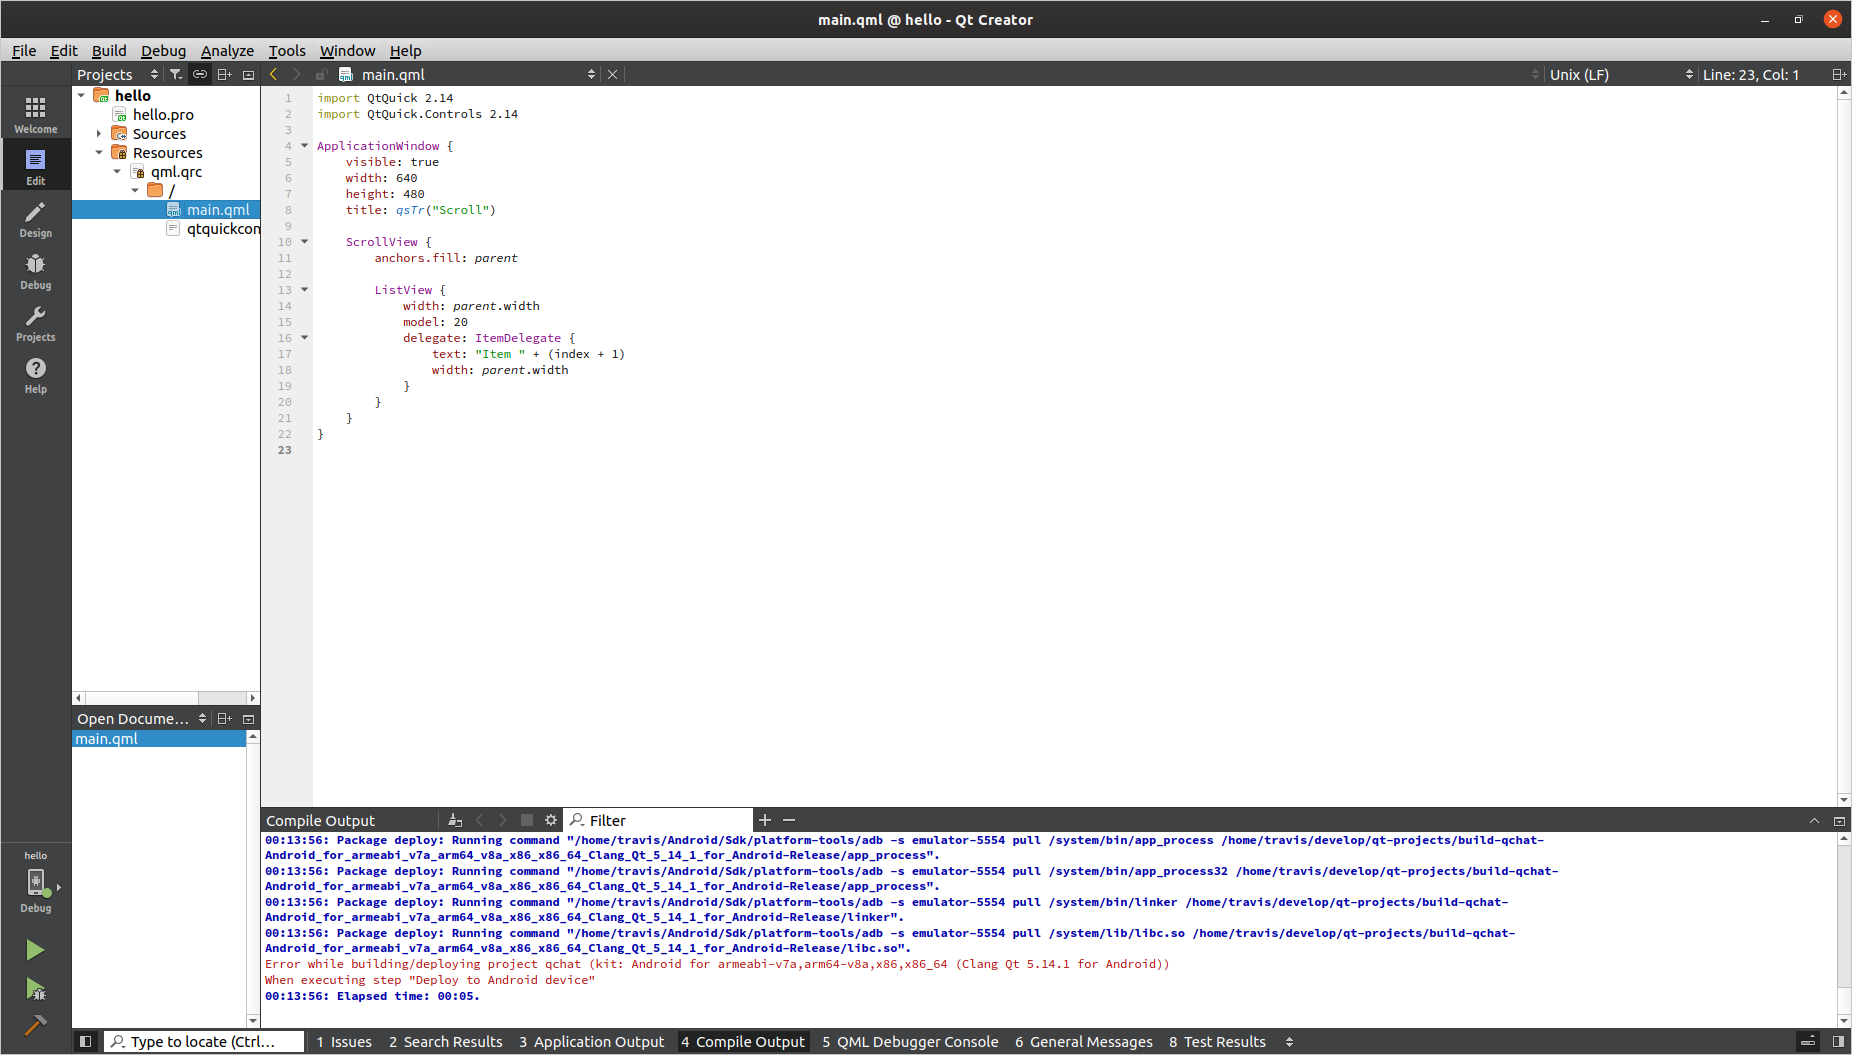 main.qml @ hello - Qt Creator
File Edit Build Debug Analyze Tools Window Help
Projects
main.qml
Unix (LF)
Line: 23, Col: 1
Welcome
Edit
Design
Debug
Projects
Help
hello
hello.pro
Sources
Resources
qml.qrc
/
main.qml
qtquickcon
1 import QtQuick 2.14
2 import QtQuick.Controls 2.14
3
4 ApplicationWindow {
5 visible: true
6 width: 640
7 height: 480
8 title: qsTr("Scroll")
9
10 ScrollView {
11 anchors.fill: parent
12
13 ListView {
14 width: parent.width
15 model: 20
16 delegate: ItemDelegate {
17 text: "Item " + (index + 1)
18 width: parent.width
19 }
20 }
21 }
22 }
23
Open Docume...
main.qml
Compile Output
Filter
00:13:56: Package deploy: Running command "/home/travis/Android/Sdk/platform-tools/adb -s emulator-5554 pull /system/bin/app_process /home/travis/develop/qt-projects/build-qchat-
Android_for_armeabi_v7a_arm64_v8a_x86_x86_64_Clang_Qt_5_14_1_for_Android-Release/app_process".
00:13:56: Package deploy: Running command "/home/travis/Android/Sdk/platform-tools/adb -s emulator-5554 pull /system/bin/app_process32 /home/travis/develop/qt-projects/build-qchat-
Android_for_armeabi_v7a_arm64_v8a_x86_x86_64_Clang_Qt_5_14_1_for_Android-Release/app_process".
00:13:56: Package deploy: Running command "/home/travis/Android/Sdk/platform-tools/adb -s emulator-5554 pull /system/bin/linker /home/travis/develop/qt-projects/build-qchat-
Android_for_armeabi_v7a_arm64_v8a_x86_x86_64_Clang_Qt_5_14_1_for_Android-Release/linker".
00:13:56: Package deploy: Running command "/home/travis/Android/Sdk/platform-tools/adb -s emulator-5554 pull /system/lib/libc.so /home/travis/develop/qt-projects/build-qchat-
Android_for_armeabi_v7a_arm64_v8a_x86_x86_64_Clang_Qt_5_14_1_for_Android-Release/libc.so".
Error while building/deploying project qchat (kit: Android for armeabi-v7a,arm64-v8a,x86,x86_64 (Clang Qt 5.14.1 for Android))
When executing step "Deploy to Android device"
00:13:56: Elapsed time: 00:05.
hello
Debug
Type to locate (Ctrl...
1 Issues 2 Search Results 3 Application Output 4 Compile Output 5 QML Debugger Console 6 General Messages 8 Test Results